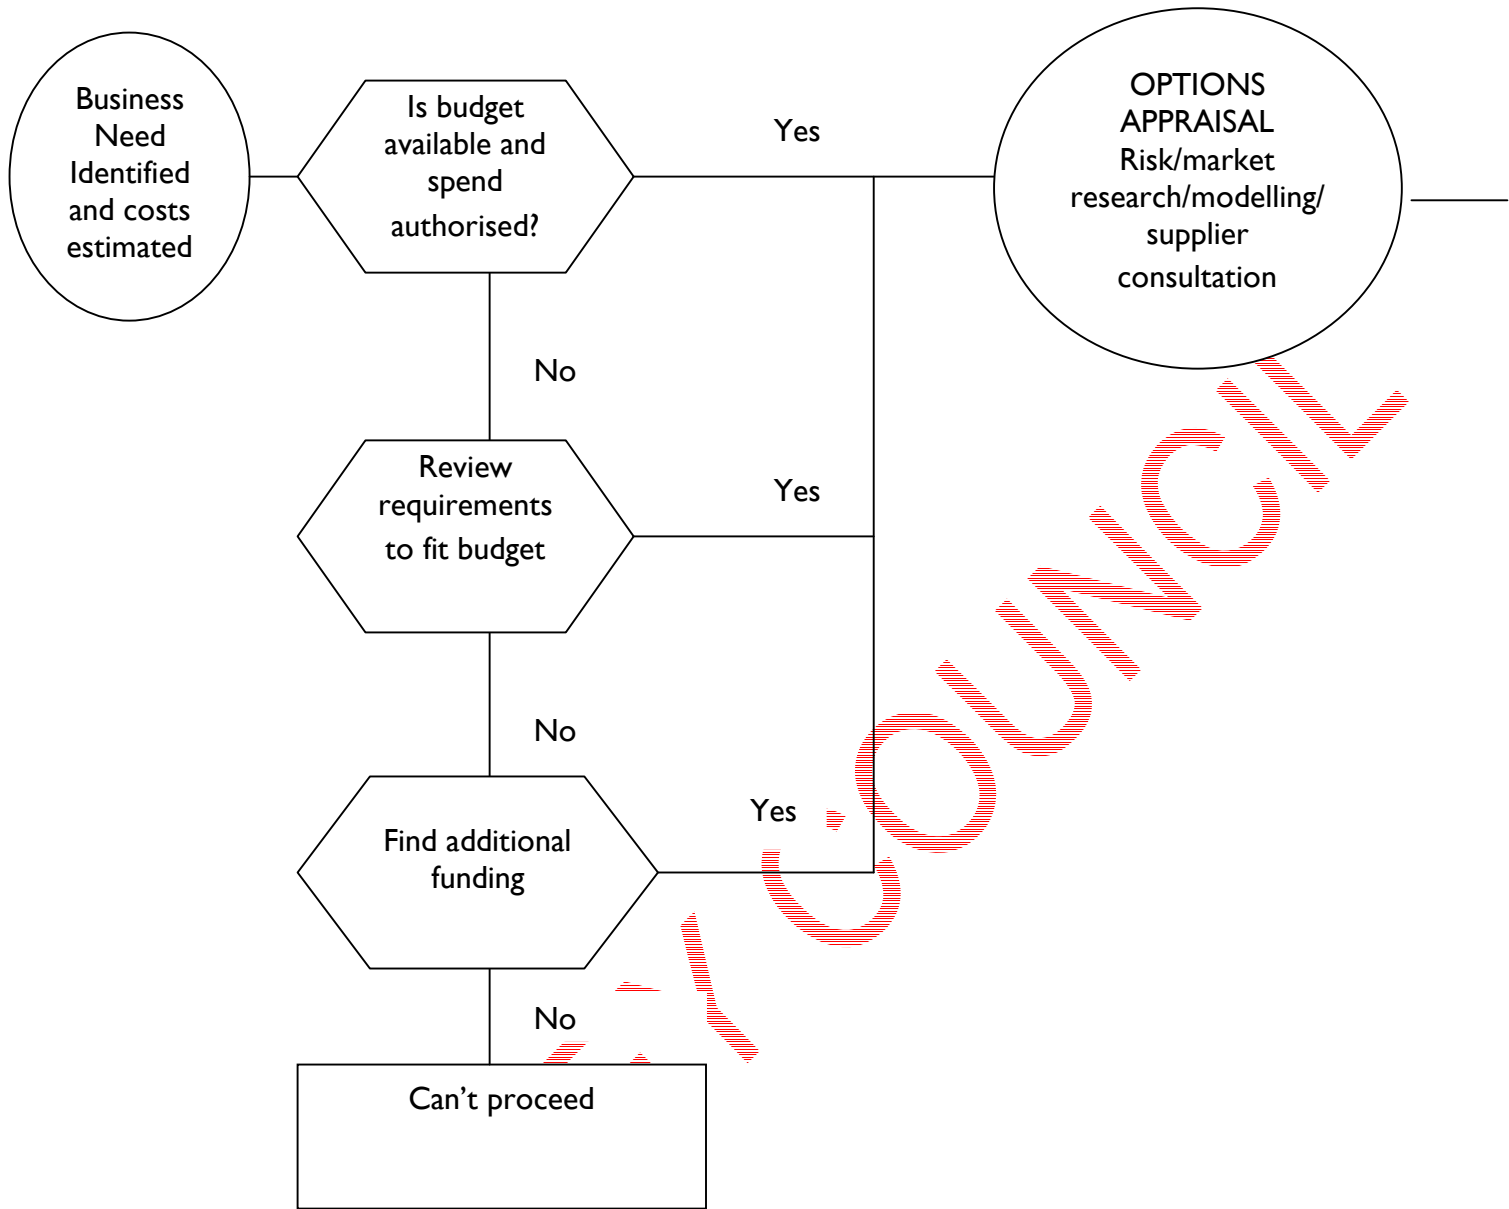 Business
Need
Identified
and costs
estimated
Is budget
available and
spend
authorised?
Yes
OPTIONS
APPRAISAL
Risk/market
research/modelling/
supplier
consultation
No
Review
requirements
to fit budget
Yes
No
Find additional
funding
Yes
No
Can't proceed
COUNCIL